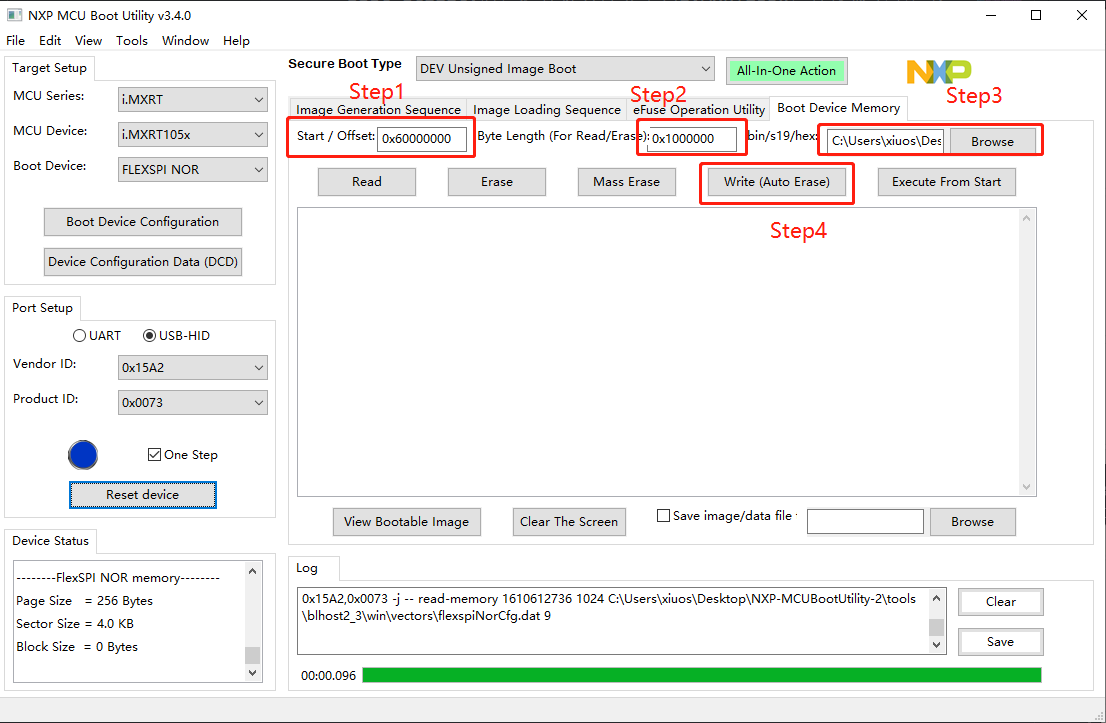 NXP MCU Boot Utility v3.4.0
File Edit View Tools Window Help
Target Setup
MCU Series: i.MXRT
MCU Device: i.MXRT105x
Boot Device: FLEXSPI NOR
Boot Device Configuration
Device Configuration Data (DCD)
Port Setup
UART USB-HID
Vendor ID: 0x15A2
Product ID: 0x0073
One Step
Reset device
Device Status
--------FlexSPI NOR memory--------
Page Size = 256 Bytes
Sector Size = 4.0 KB
Block Size = 0 Bytes
Secure Boot Type DEV Unsigned Image Boot All-In-One Action NXP
Step1 Step2 Step3
Image Generation Sequence Image Loading Sequence eFuse Operation Utility Boot Device Memory
Start / Offset: 0x60000000 Byte Length (For Read/Erase): 0x1000000 bin/s19/hex: C:\Users\xiuos\Des Browse
Read Erase Mass Erase Write (Auto Erase) Execute From Start
Step4
View Bootable Image Clear The Screen Save image/data file Browse
Log
0x15A2,0x0073 -j -- read-memory 1610612736 1024 C:\Users\xiuos\Desktop\NXP-MCUBootUtility-2\tools
\blhost2_3\win\vectors\flexspiNorCfg.dat 9
Clear
Save
00:00.096